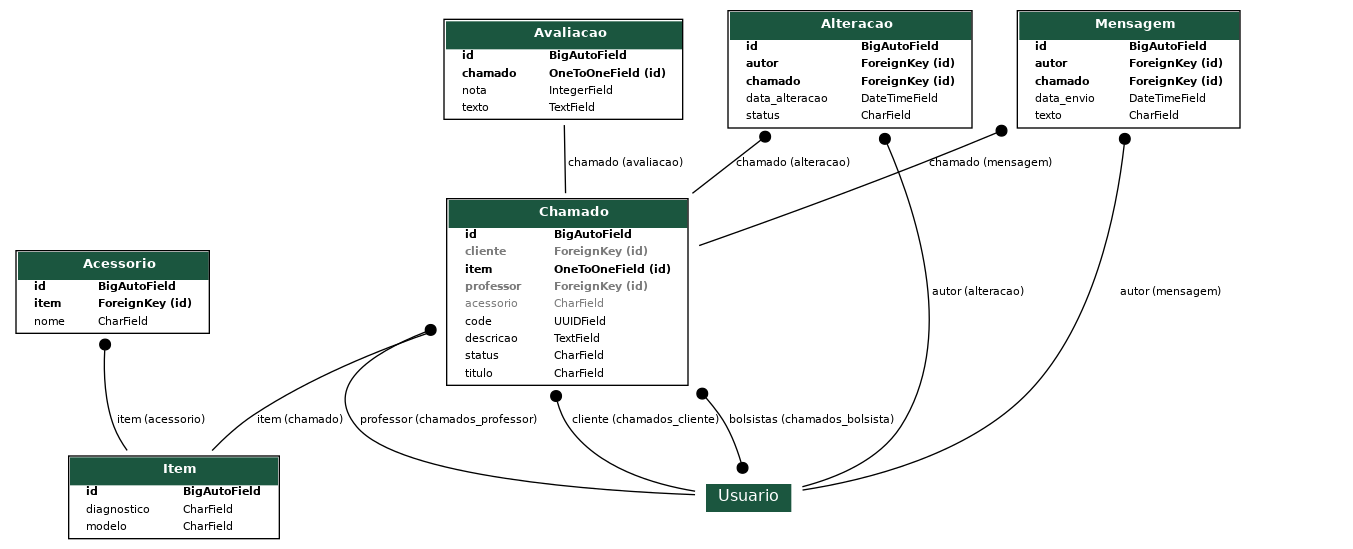 Avaliacao
id BigAutoField
chamado OneToOneField (id)
nota IntegerField
texto TextField
Alteracao
id BigAutoField
autor ForeignKey (id)
chamado ForeignKey (id)
data_alteracao DateTimeField
status CharField
Mensagem
id BigAutoField
autor ForeignKey (id)
chamado ForeignKey (id)
data_envio DateTimeField
texto CharField
chamado (avaliacao)
chamado (alteracao)
chamado (mensagem)
Chamado
id BigAutoField
cliente ForeignKey (id)
item OneToOneField (id)
professor ForeignKey (id)
acessorio CharField
code UUIDField
descricao TextField
status CharField
titulo CharField
Acessorio
id BigAutoField
item ForeignKey (id)
nome CharField
autor (alteracao)
autor (mensagem)
item (acessorio)
item (chamado)
professor (chamados_professor)
cliente (chamados_cliente)
bolsistas (chamados_bolsista)
Item
id BigAutoField
diagnostico CharField
modelo CharField
Usuario